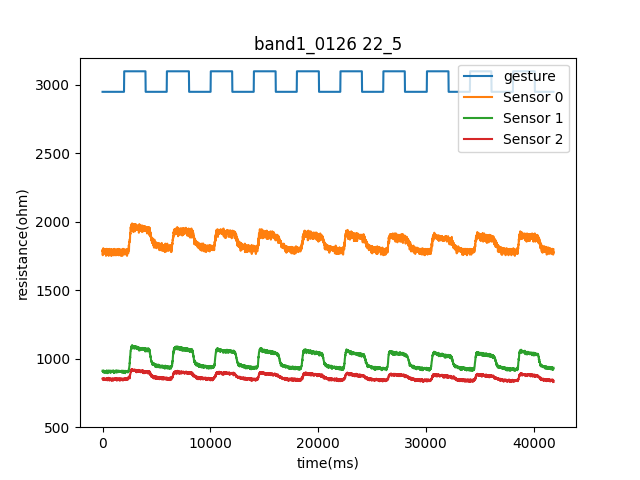 band1_0126 22_5
gesture
Sensor 0
Sensor 1
Sensor 2
3000
2500
2000
1500
1000
500
resistance(ohm)
0
10000
20000
30000
40000
time(ms)